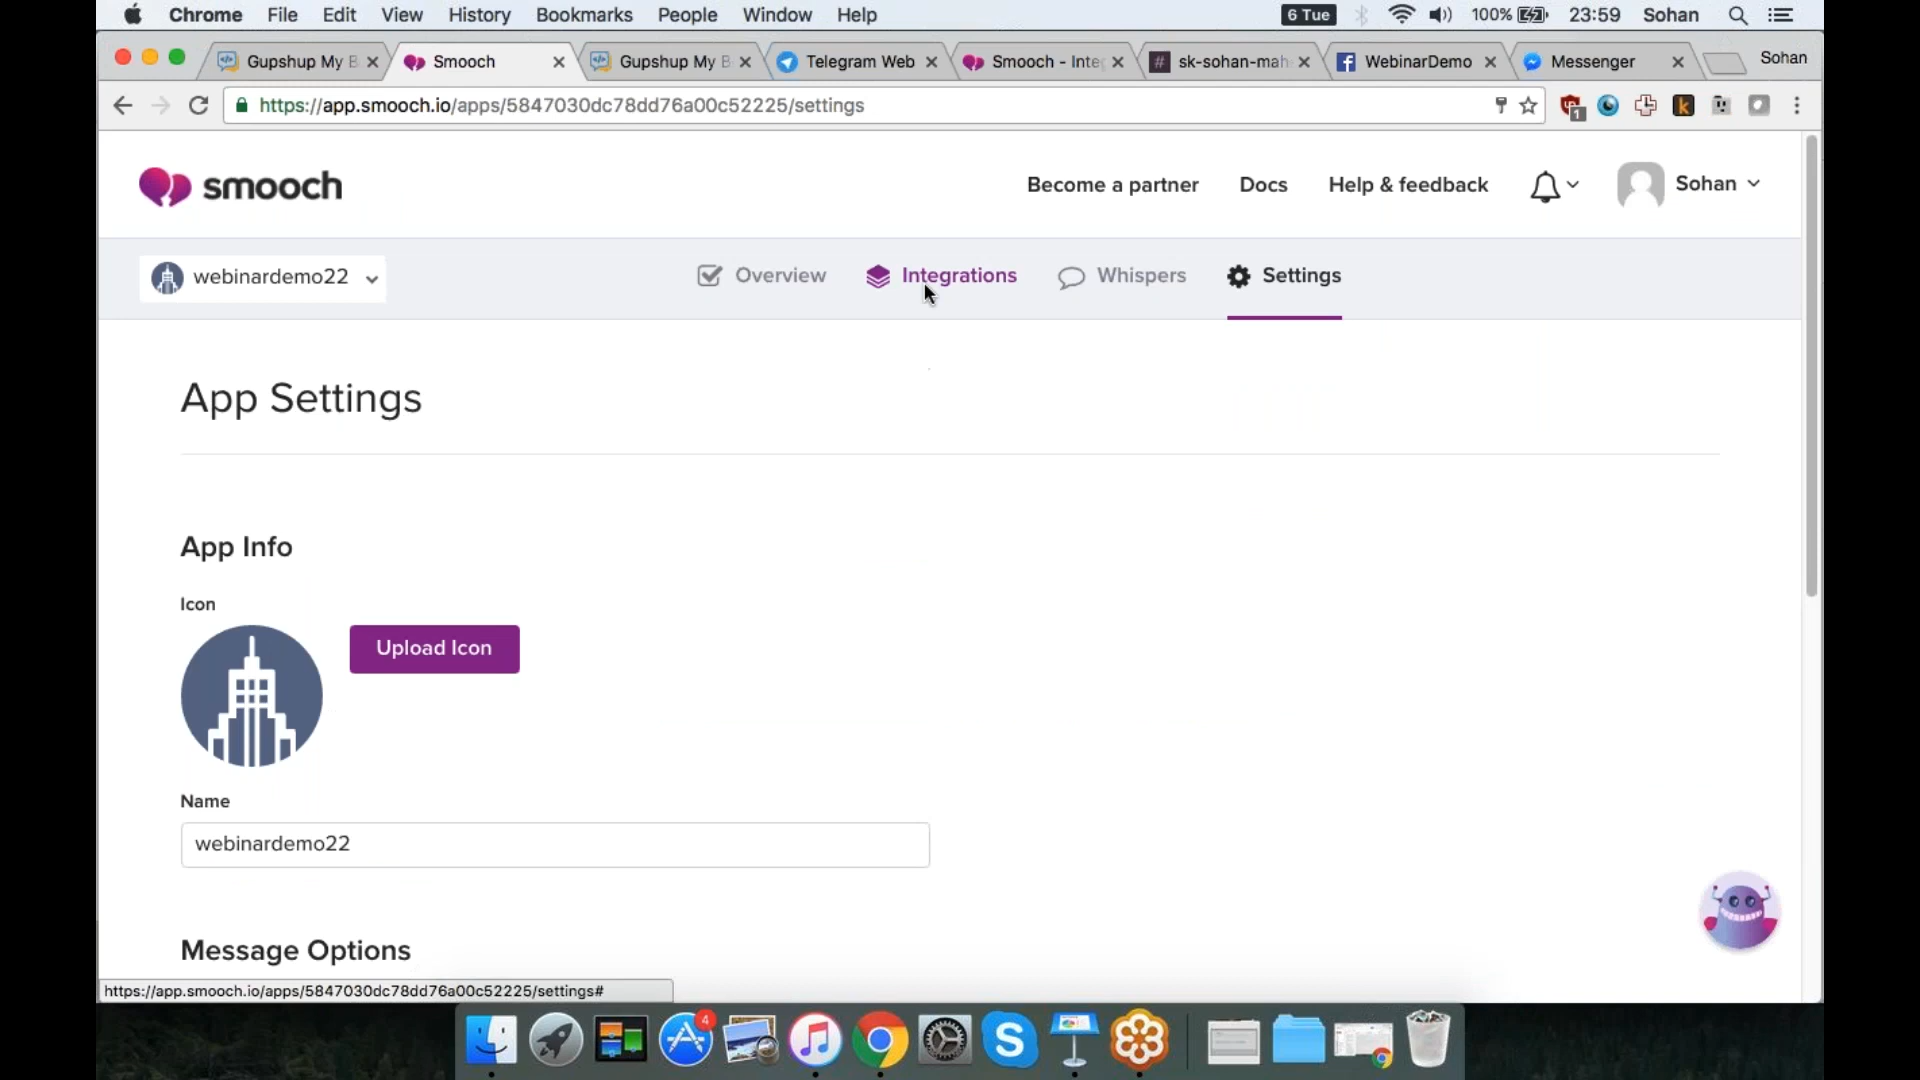 Chrome File Edit View History Bookmarks People Window Help 6 Tue 100% 23:59 Sohan
Gupshup My B Smooch Gupshup My B Telegram Web Smooch - Inte # sk-sohan-mah WebinarDemo Messenger Sohan
https://app.smooch.io/apps/5847030dc78dd76a00c52225/settings 1 k
smooch Become a partner Docs Help & feedback Sohan
webinardemo22 Overview Integrations Whispers Settings
App Settings
App Info
Icon
Upload Icon
Name
webinardemo22
Message Options
https://app.smooch.io/apps/5847030dc78dd76a00c52225/settings#
4